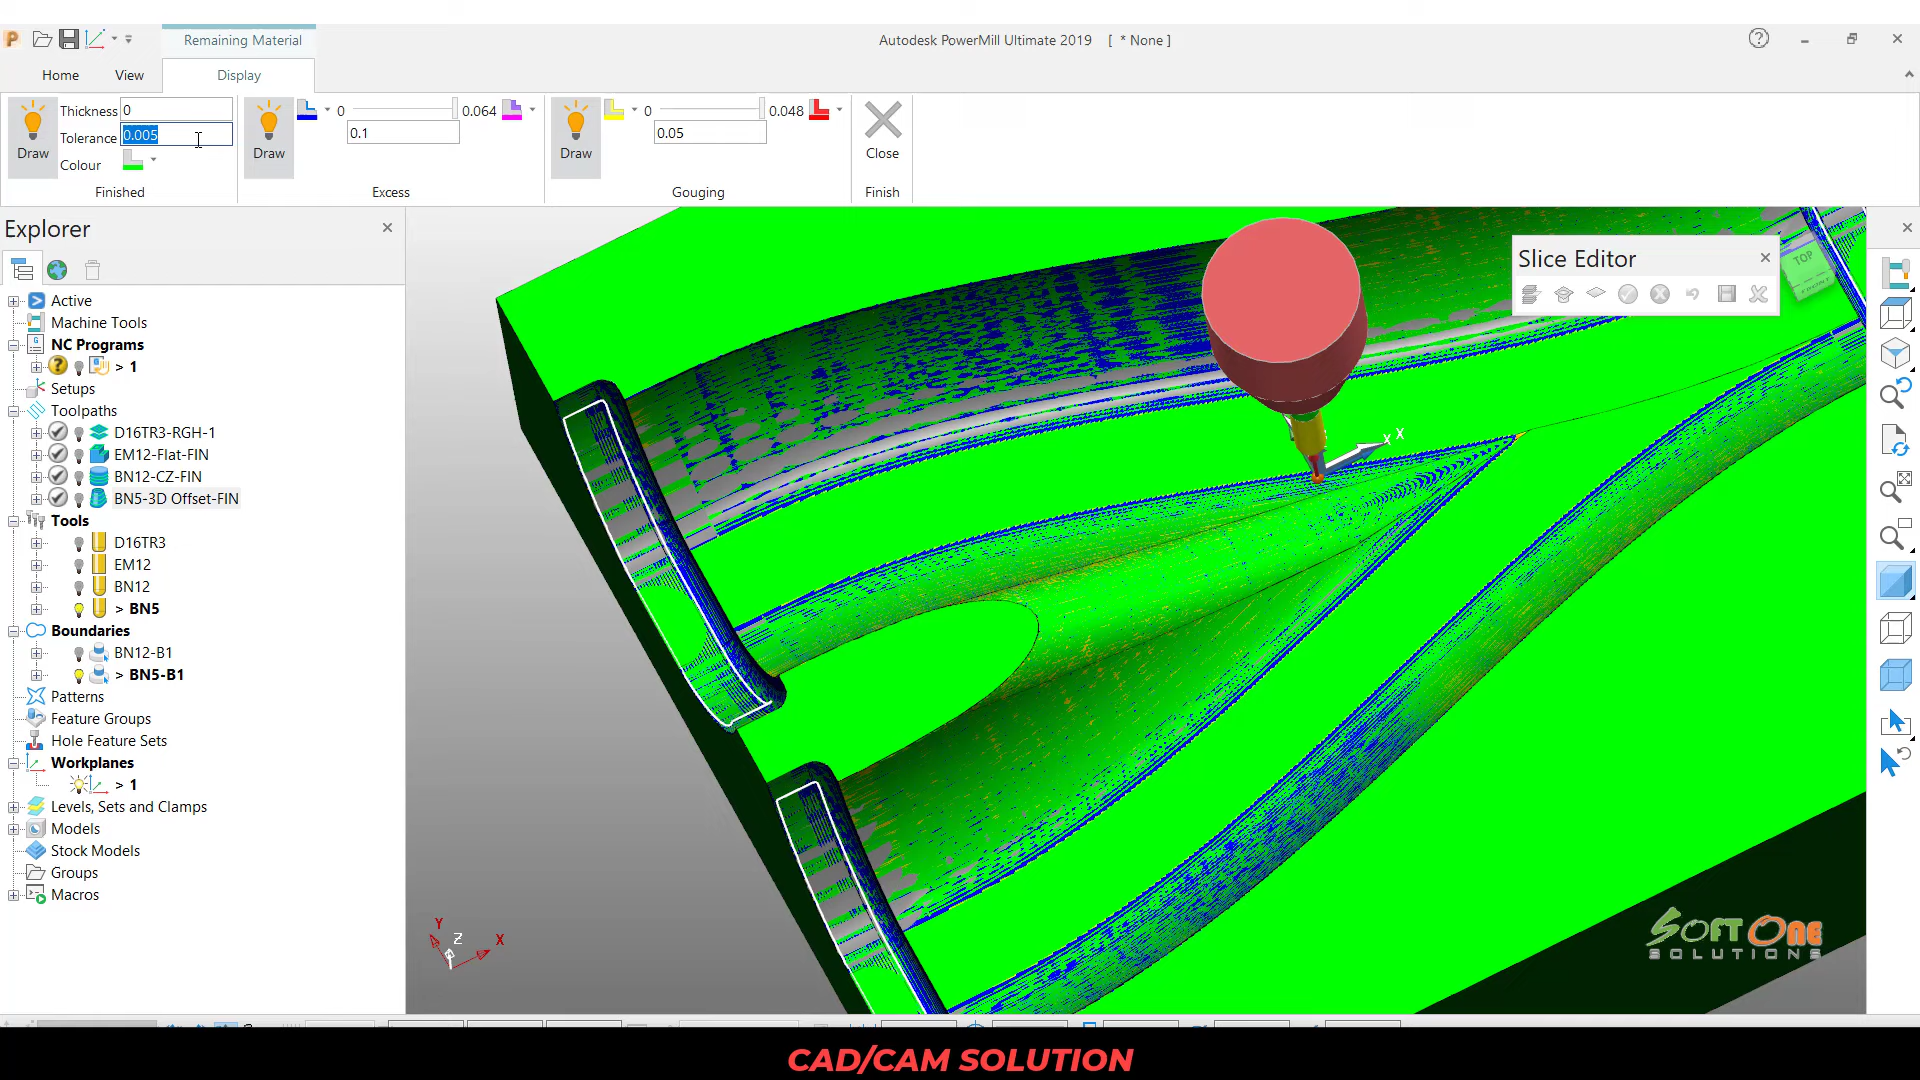 Remaining Material
Autodesk PowerMill Ultimate 2019 [ * None ]
Home View Display
Thickness 0
Tolerance 0.005
Colour
Draw
Finished
Draw
0 0.064
0.1
Excess
Draw
0 0.048
0.05
Gouging
Close
Finish
Explorer
Active
Machine Tools
NC Programs
> 1
Setups
Toolpaths
D16TR3-RGH-1
EM12-Flat-FIN
BN12-CZ-FIN
BN5-3D Offset-FIN
Tools
D16TR3
EM12
BN12
> BN5
Boundaries
BN12-B1
> BN5-B1
Patterns
Feature Groups
Hole Feature Sets
Workplanes
> 1
Levels, Sets and Clamps
Models
Stock Models
Groups
Macros
Slice Editor
TOP
FRONT
X X
Y
Z
X
SOFT ONE
SOLUTIONS
CAD/CAM SOLUTION